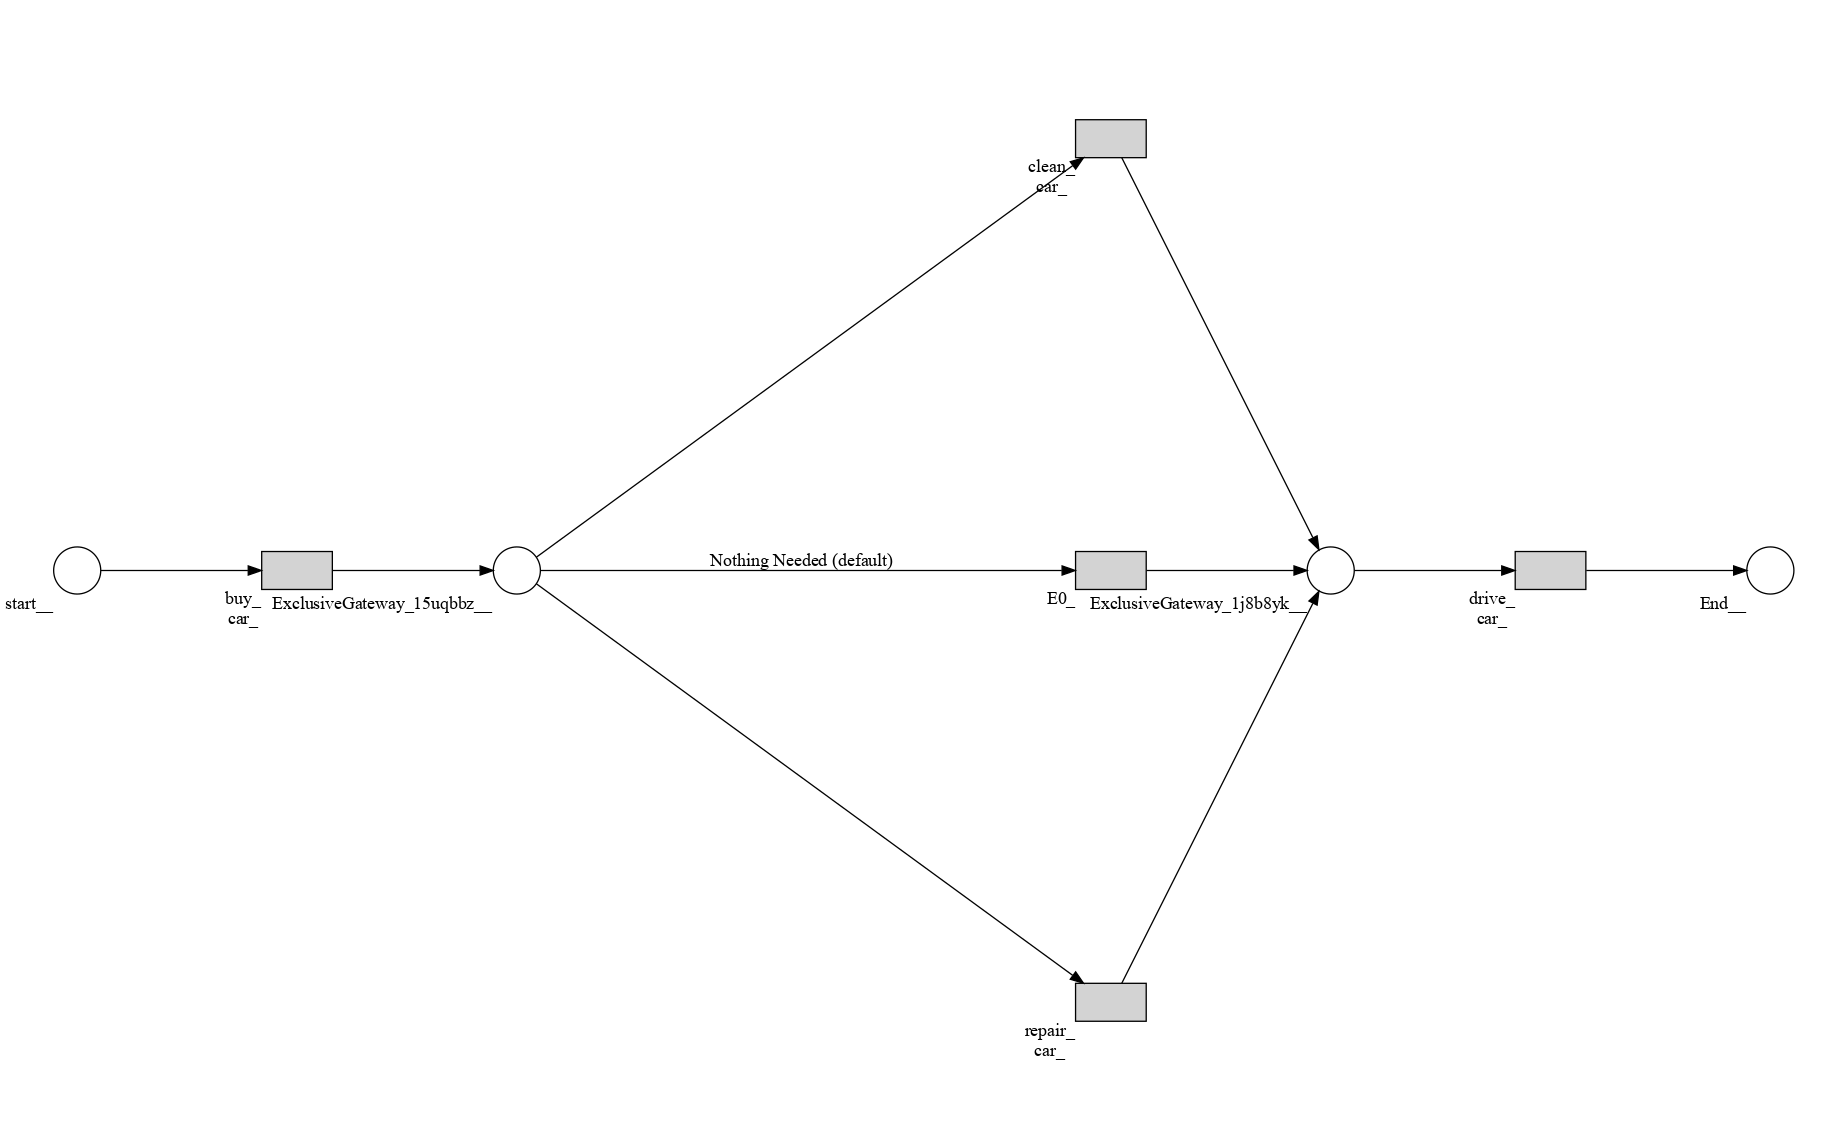 clean_
car_
Nothing Needed (default)
start__
buy_
car_
ExclusiveGateway_15uqbbz__
E0_
ExclusiveGateway_1j8b8yk__
drive_
car_
End__
repair_
car_